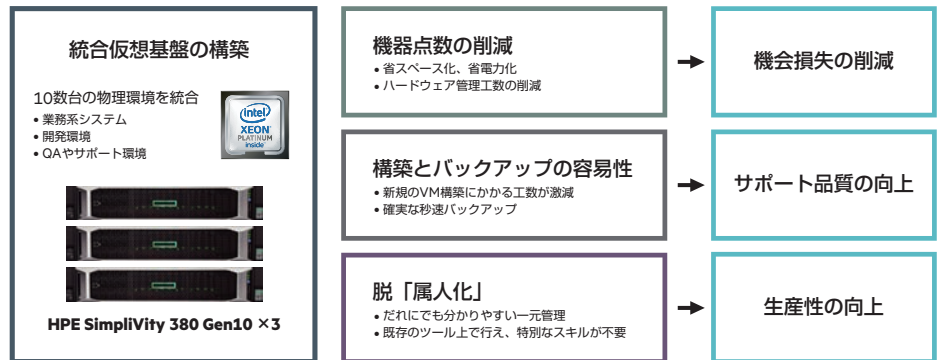 統合仮想基盤の構築
10数台の物理環境を統合
• 業務系システム
• 開発環境
• QAやサポート環境
intel
XEON
PLATINUM
inside
HPE SimpliVity 380 Gen10 ×3
機器点数の削減
• 省スペース化、省電力化
• ハードウェア管理工数の削減
機会損失の削減
構築とバックアップの容易性
• 新規のVM構築にかかる工数が激減
• 確実な秒速バックアップ
サポート品質の向上
脱「属人化」
• だれにでも分かりやすい一元管理
• 既存のツール上で行え、特別なスキルが不要
生産性の向上